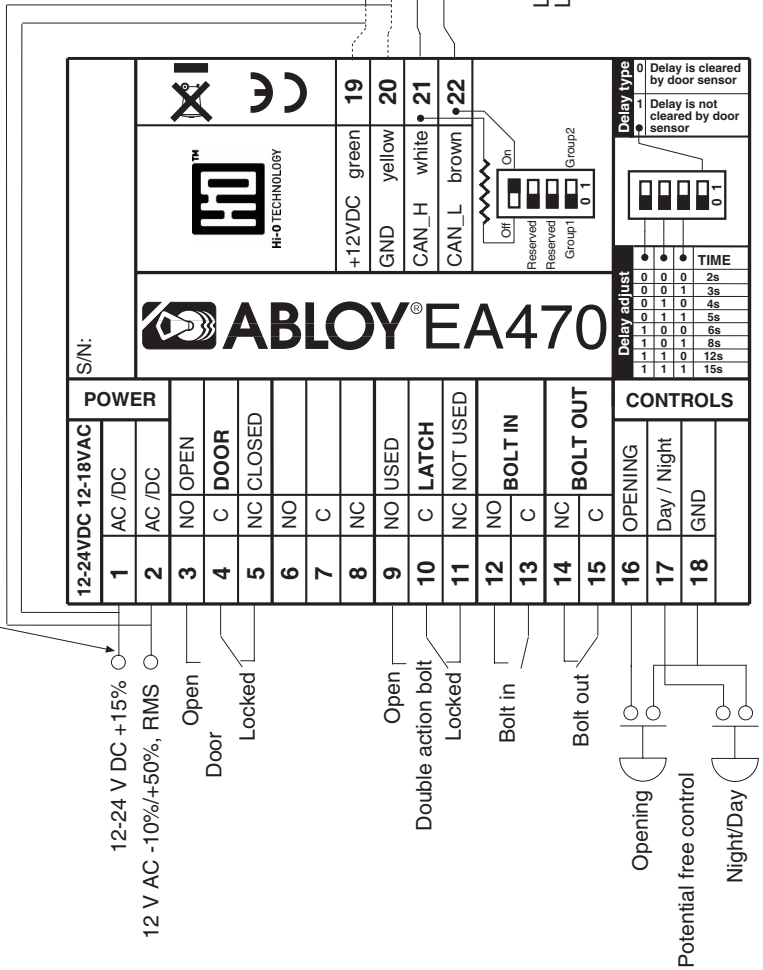 12-24 V DC +15%
12 V AC -10%/+50%, RMS
Open
Door
Locked
Open
Double action bolt
Locked
Bolt in
Bolt out
Opening
Potential free control
Night/Day
12-24VDC 12-18VAC
POWER
1 AC /DC
2 AC /DC
3 NO OPEN
4 C DOOR
5 NC CLOSED
6 NO
7 C
8 NC
9 NO USED
10 C LATCH
11 NC NOT USED
12 NO
BOLT IN
13 C
14 NC
BOLT OUT
15 C
16 OPENING
17 Day / Night
18 GND
CONTROLS
S/N:
ABLOY® EA470
Hi-O TECHNOLOGY
TM
CE
+12VDC green 19
GND yellow 20
CAN_H white 21
CAN_L brown 22
Off On
Reserved
Reserved
Group1 Group2
0 1
Delay adjust
TIME
0 0 0 2s
0 0 1 3s
0 1 0 4s
0 1 1 5s
1 0 0 6s
1 0 1 8s
1 1 0 12s
1 1 1 15s
0 1
Delay type
0 Delay is cleared
by door sensor
1 Delay is not
cleared by door
sensor